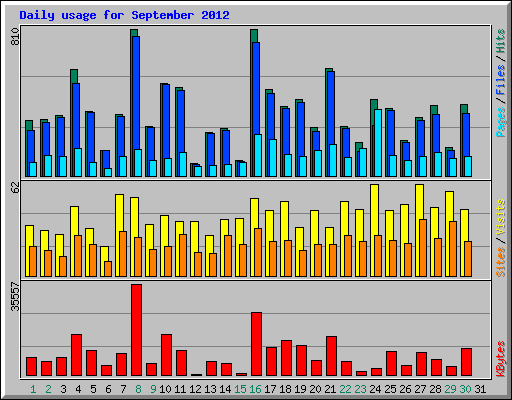 Daily usage for September 2012
810
Pages / Files / Hits
62
Sites / Visits
35557
KBytes
1 2 3 4 5 6 7 8 9 10 11 12 13 14 15 16 17 18 19 20 21 22 23 24 25 26 27 28 29 30 31